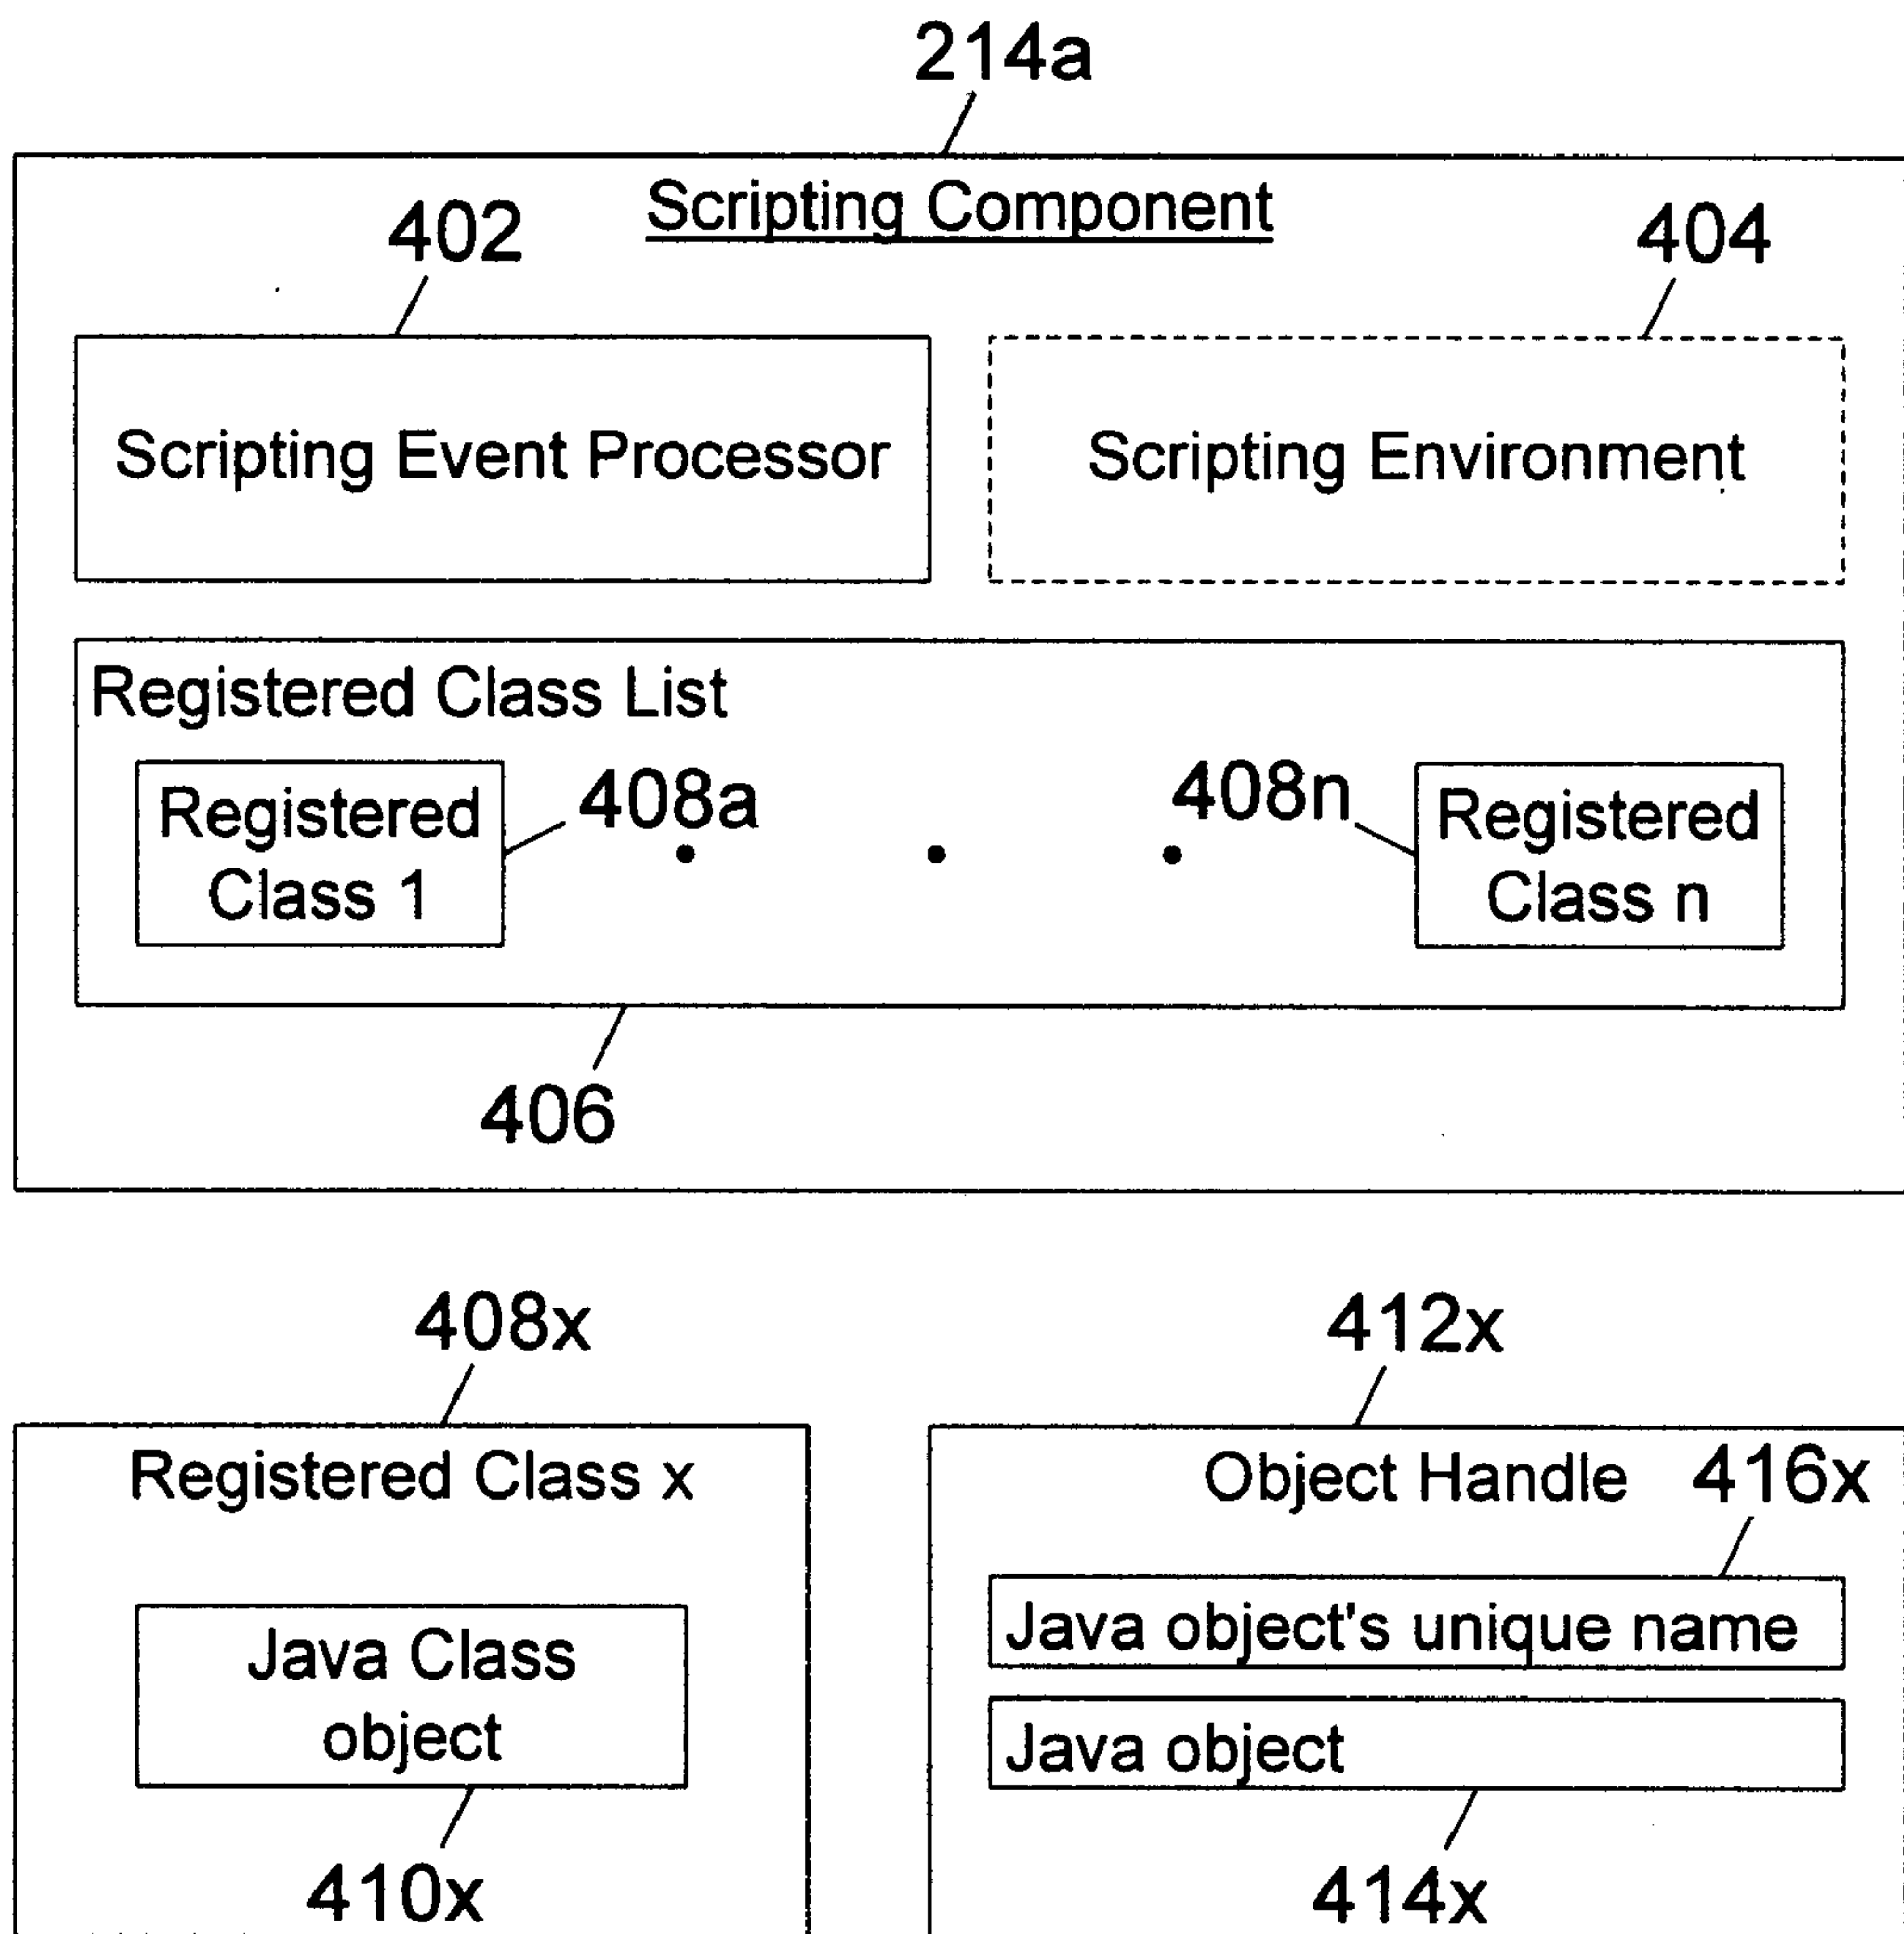 214a
Scripting Component
402
404
Scripting Event Processor
Scripting Environment
Registered Class List
Registered
Class 1
408a
408n
Registered
Class n
406
408x
412x
Registered Class x
Object Handle
416x
Java Class
object
Java object's unique name
Java object
410x
414x